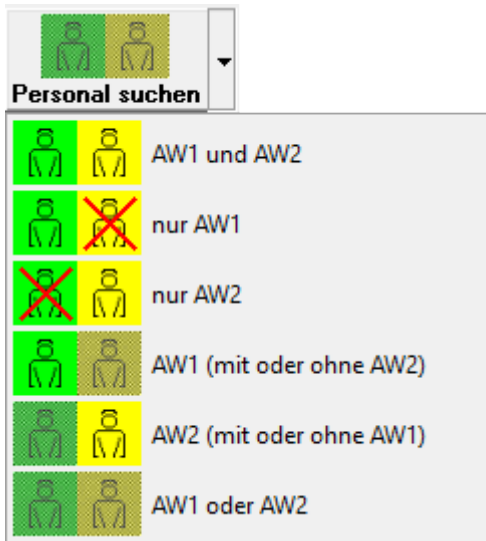 Personal suchen
AW1 und AW2
nur AW1
nur AW2
AW1 (mit oder ohne AW2)
AW2 (mit oder ohne AW1)
AW1 oder AW2